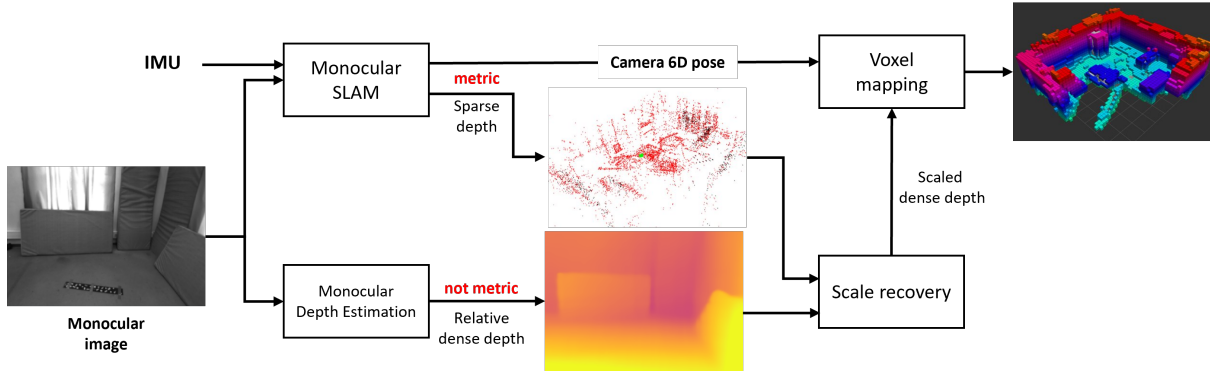 IMU
Monocular
SLAM
metric
Sparse
depth
Camera 6D pose
Voxel
mapping
Scaled
dense depth
Monocular
image
Monocular
Depth Estimation
not metric
Relative
dense depth
Scale recovery